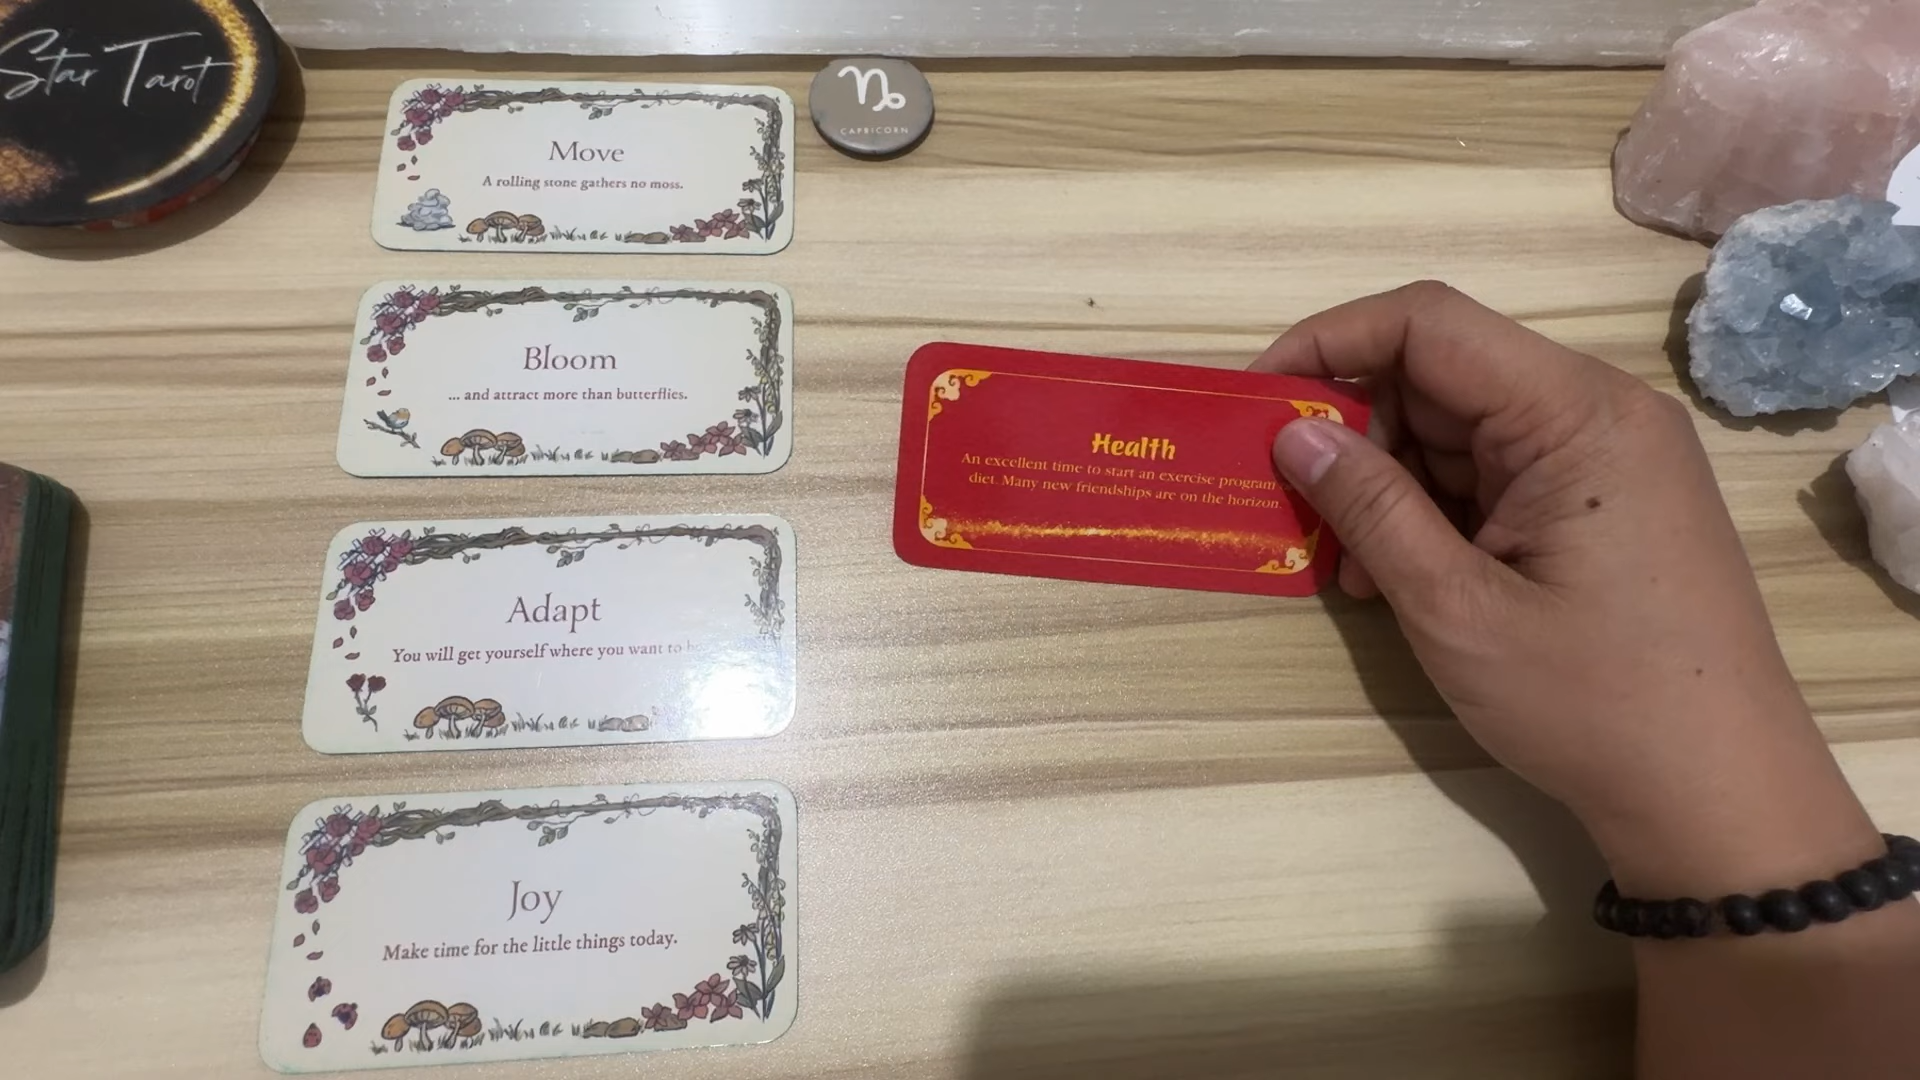 Star Tarot
CAPRICORN
Move
A rolling stone gathers no moss.
Bloom
... and attract more than butterflies.
Health
An excellent time to start an exercise program
diet. Many new friendships are on the horizon.
Adapt
You will get yourself where you want to
Joy
Make time for the little things today.